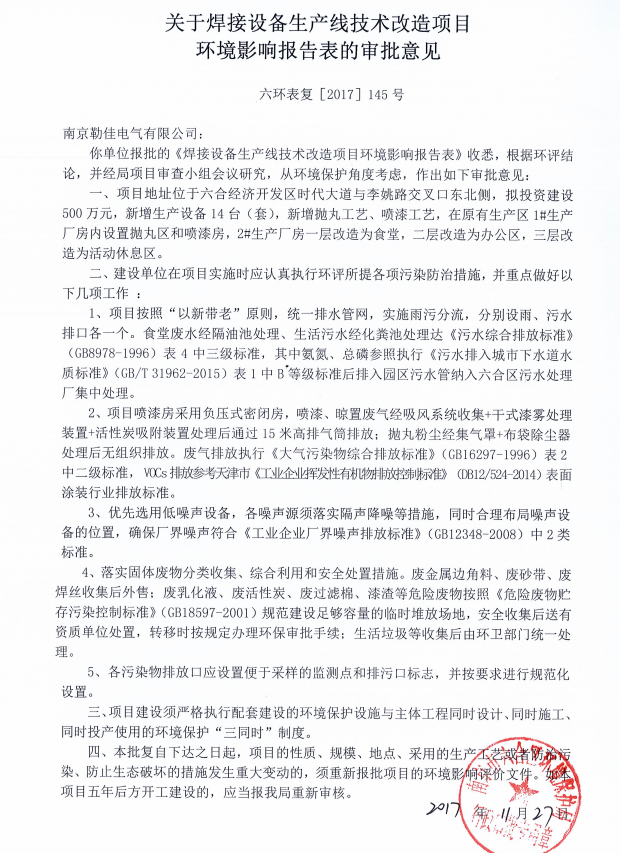 关于焊接设备生产线技术改造项目
环境影响报告表的审批意见
六环表复［2017］145 号
南京勒佳电气有限公司：
你单位报批的《焊接设备生产线技术改造项目环境影响报告表》收悉，根据环评结
论，并经局项目审查小组会议研究，从环境保护角度考虑，作出如下审批意见：
一、项目地址位于六合经济开发区时代大道与李姚路交叉口东北侧，拟投资建设
500 万元，新增生产设备 14 台（套），新增抛丸工艺、喷漆工艺，在原有生产区 1#生产
厂房内设置抛丸区和喷漆房，2#生产厂房一层改造为食堂，二层改造为办公区，三层改
造为活动休息区。
二、建设单位在项目实施时应认真执行环评所提各项污染防治措施，并重点做好以
下几项工作 ：
1、项目按照“以新带老”原则，统一排水管网，实施雨污分流，分别设雨、污水
排口各一个。食堂废水经隔油池处理、生活污水经化粪池处理达《污水综合排放标准》
（GB8978-1996）表 4 中三级标准，其中氨氮、总磷参照执行《污水排入城市下水道水
质标准》（GB/T 31962-2015）表 1 中 B 等级标准后排入园区污水管纳入六合区污水处理
厂集中处理。
2、项目喷漆房采用负压式密闭房，喷漆、晾置废气经吸风系统收集+干式漆雾处理
装置+活性炭吸附装置处理后通过 15 米高排气筒排放；抛丸粉尘经集气罩+布袋除尘器
处理后无组织排放。废气排放执行《大气污染物综合排放标准》（GB16297-1996）表 2
中二级标准， VOCs 排放参考天津市《工业企业挥发性有机物排放控制标准》（DB12/524-2014）表面
涂装行业排放标准。
3、优先选用低噪声设备，各噪声源须落实隔声降噪等措施，同时合理布局噪声设
备的位置，确保厂界噪声符合《工业企业厂界噪声排放标准》（GB12348-2008）中 2 类
标准。
4、落实固体废物分类收集、综合利用和安全处置措施。废金属边角料、废砂带、废
焊丝收集后外售；废乳化液、废活性炭、废过滤棉、漆渣等危险废物按照《危险废物贮
存污染控制标准》（GB18597-2001）规范建设足够容量的临时堆放场地，安全收集后送有
资质单位处置，转移时按规定办理环保审批手续；生活垃圾等收集后由环卫部门统一处
理。
5、各污染物排放口应设置便于采样的监测点和排污口标志，并按要求进行规范化
设置。
三、项目建设须严格执行配套建设的环境保护设施与主体工程同时设计、同时施工、
同时投产使用的环境保护“三同时”制度。
四、本批复自下达之日起，项目的性质、规模、地点、采用的生产工艺或者防治污
染、防止生态破坏的措施发生重大变动的，须重新报批项目的环境影响评价文件。如本
项目五年后方开工建设的，应当报我局重新审核。
2017 年 11 月 27 日